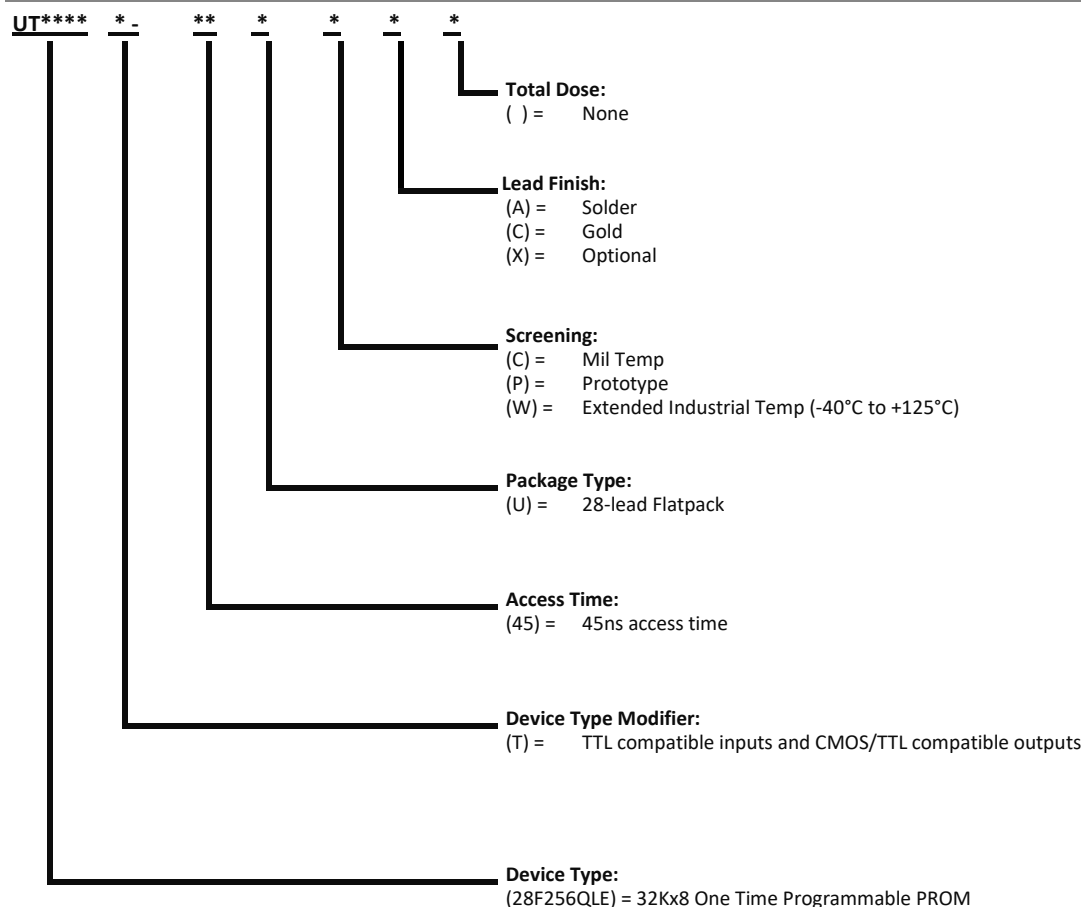 UT**** * - ** * * * *
Total Dose:
( ) = None
Lead Finish:
(A) = Solder
(C) = Gold
(X) = Optional
Screening:
(C) = Mil Temp
(P) = Prototype
(W) = Extended Industrial Temp (-40°C to +125°C)
Package Type:
(U) = 28-lead Flatpack
Access Time:
(45) = 45ns access time
Device Type Modifier:
(T) = TTL compatible inputs and CMOS/TTL compatible outputs
Device Type:
(28F256QLE) = 32Kx8 One Time Programmable PROM